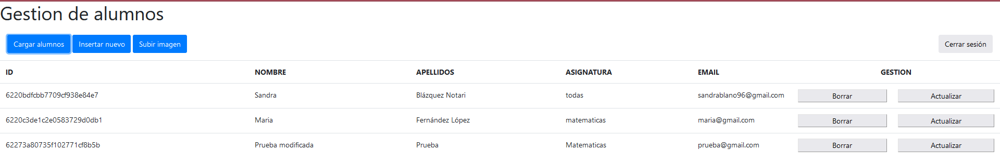 Gestion de alumnos
Cargar alumnos Insertar nuevo Subir imagen Cerrar sesión
ID NOMBRE APELLIDOS ASIGNATURA EMAIL GESTION
6220bdfcbb7709cf938e84e7 Sandra Blázquez Notari todas sandrablano96@gmail.com Borrar Actualizar
6220c3de1c2e0583729d0db1 Maria Fernández López matematicas maria@gmail.com Borrar Actualizar
62273a80735f102771cf8b5b Prueba modificada Prueba Matematicas prueba@gmail.com Borrar Actualizar